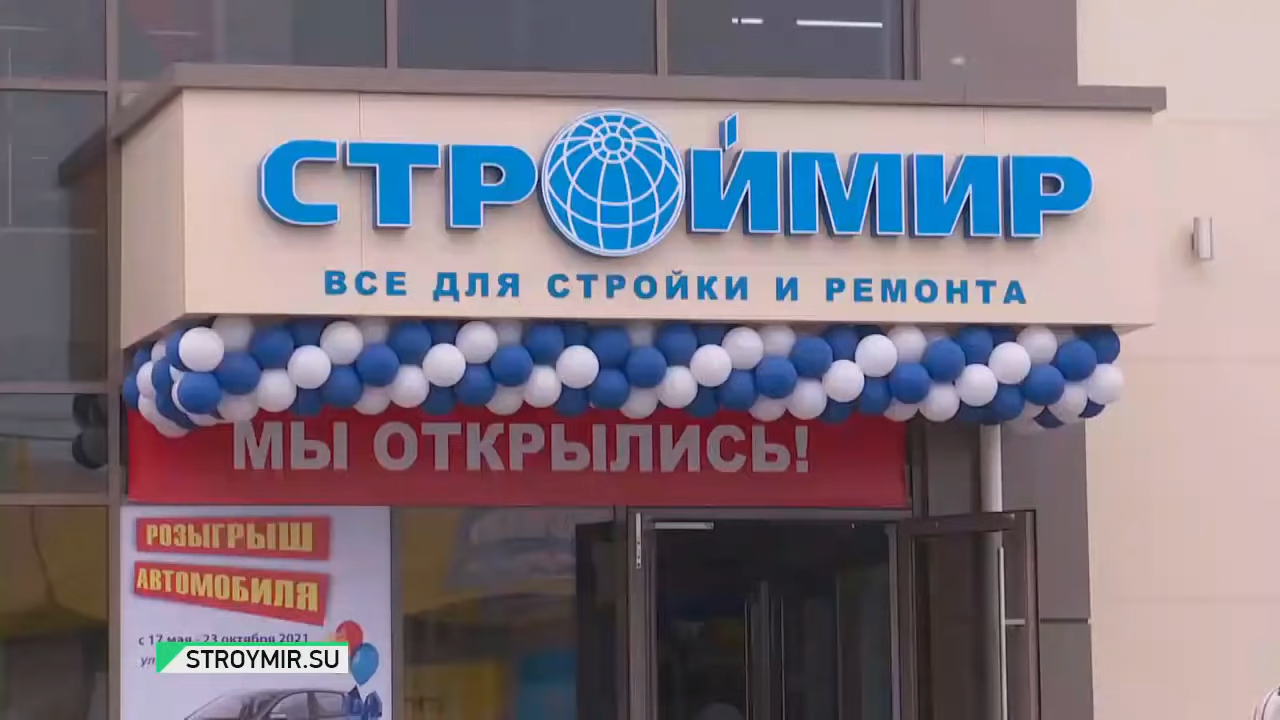 СТРОЙМИР
ВСЕ ДЛЯ СТРОЙКИ И РЕМОНТА
МЫ ОТКРЫЛИСЬ!
РОЗЫГРЫШ
АВТОМОБИЛЯ
с 17 мая - 23 октября 2021
STROYMIR.SU